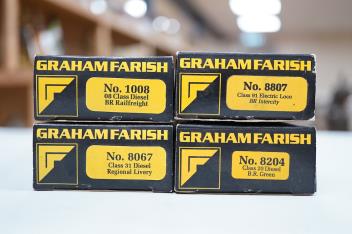 GRAHAM FARISH
No. 1008
08 Class Diesel
BR Railfreight
GRAHAM FARISH
No. 8807
Class 91 Electric Loco
BR Intercity
GRAHAM FARISH
No. 8067
Class 31 Diesel
Regional Livery
GRAHAM FARISH
No. 8204
Class 20 Diesel
B.R. Green